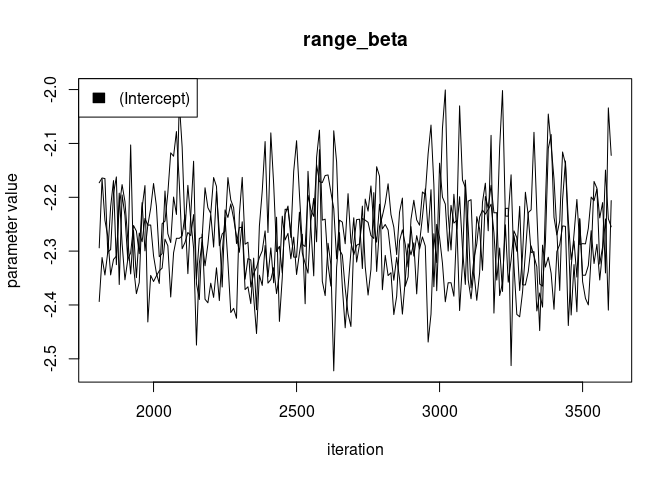 range_beta
(Intercept)
parameter value
-2.0
-2.1
-2.2
-2.3
-2.4
-2.5
2000 2500 3000 3500
iteration